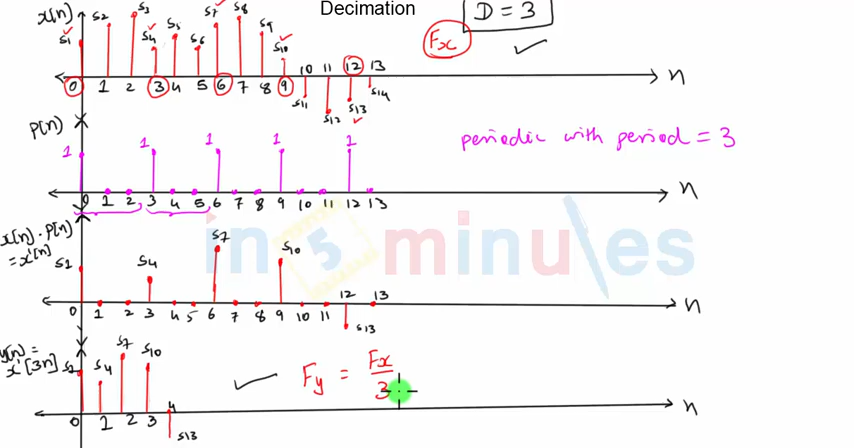 Decimation
D = 3
x(n)
s1 s2 s3 s4 s5 s6 s7 s8 s9 s10
Fx
0 1 2 3 4 5 6 7 8 9 10 11 12 13
n
s11 s12 s13 s14
P(n)
1 1 1 1 1
periodic with period = 3
0 1 2 3 4 5 6 7 8 9 10 11 12 13
n
in 5 minutes
x(n) · P(n)
= x'[n]
s1 s4 s7 s10
0 1 2 3 4 5 6 7 8 9 10 11 12 13
n
s13
y(n) =
x'[3n]
s1 s4 s7 s10
Fy = Fx/3
0 1 2 3 4
n
s13